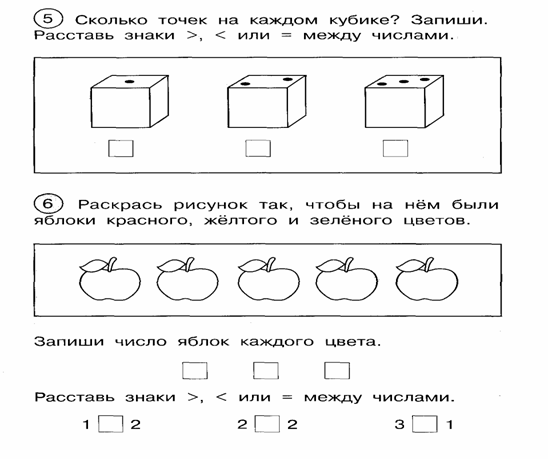 5 Сколько точек на каждом кубике? Запиши.
Расставь знаки >, < или = между числами.
6 Раскрась рисунок так, чтобы на нём были
яблоки красного, жёлтого и зелёного цветов.
Запиши число яблок каждого цвета.
Расставь знаки >, < или = между числами.
1 2 2 2 3 1